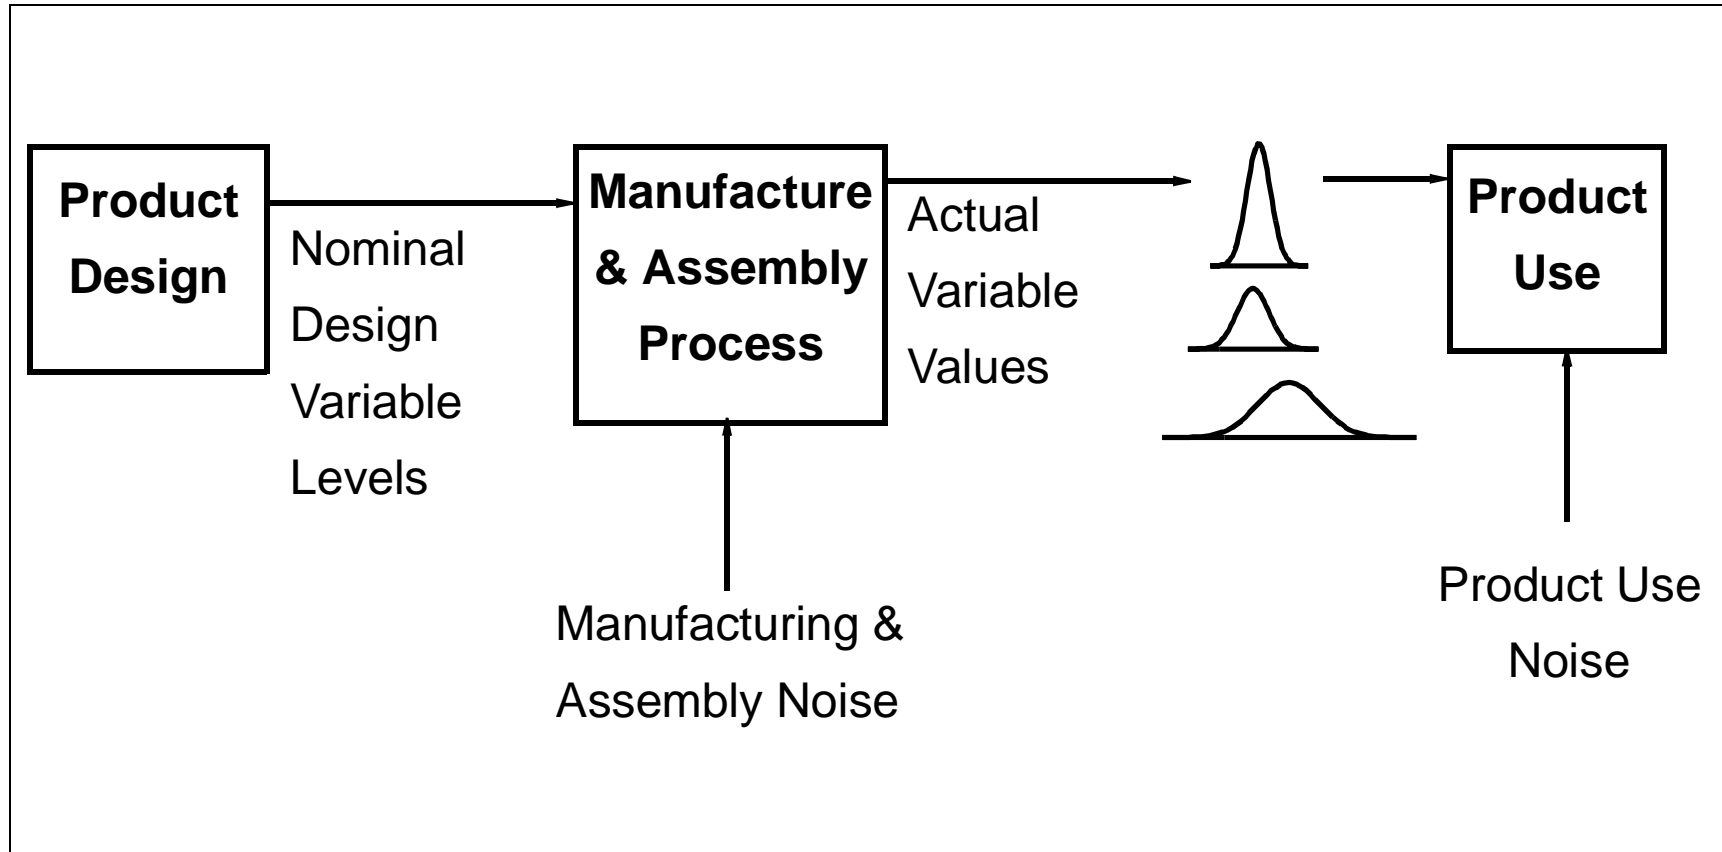 Product
Design
Nominal
Design
Variable
Levels
Manufacture
& Assembly
Process
Manufacturing &
Assembly Noise
Actual
Variable
Values
Product
Use
Product Use
Noise